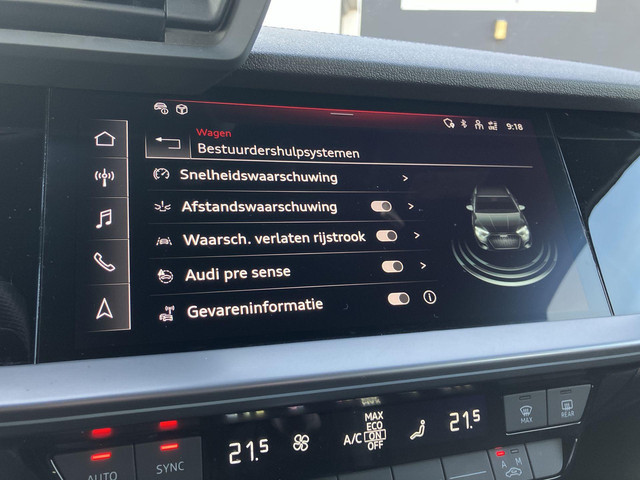 9:18
Wagen
Bestuurdershulpsystemen
Snelheidswaarschuwing
Afstandswaarschuwing
Waarsch. verlaten rijstrook
Audi pre sense
Gevareninformatie
21.5
A/C
MAX
ECO
ON
OFF
21.5
MAX
REAR
AUTO
SYNC
A M